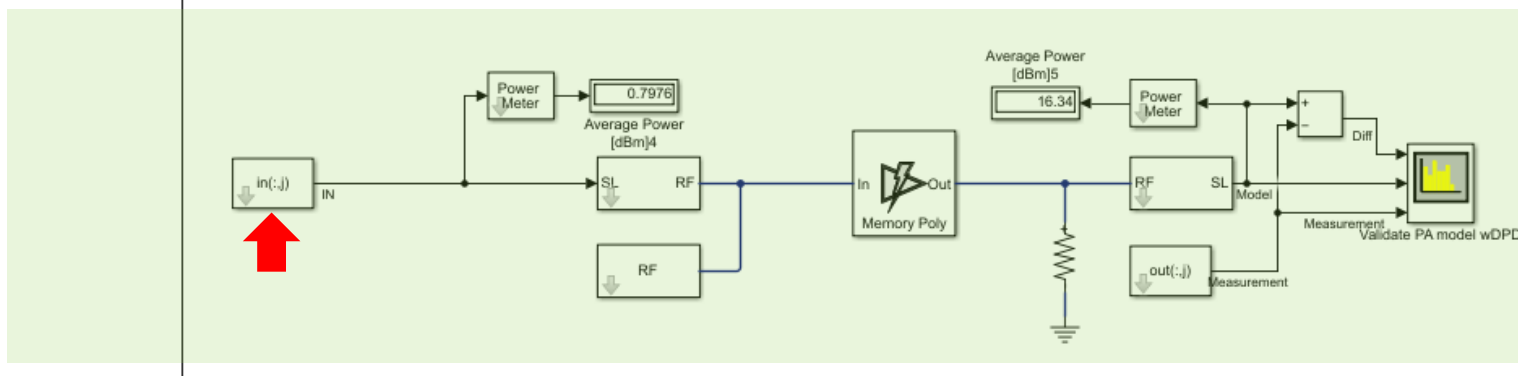 Power
Meter
0.7976
Average Power
[dBm]4
in(:,j)
IN
SL
RF
RF
In
Out
Memory Poly
Average Power
[dBm]5
16.34
Power
Meter
+
−
Diff
RF
SL
Model
Measurement
Validate PA model wDPD
out(:,j)
Measurement
+